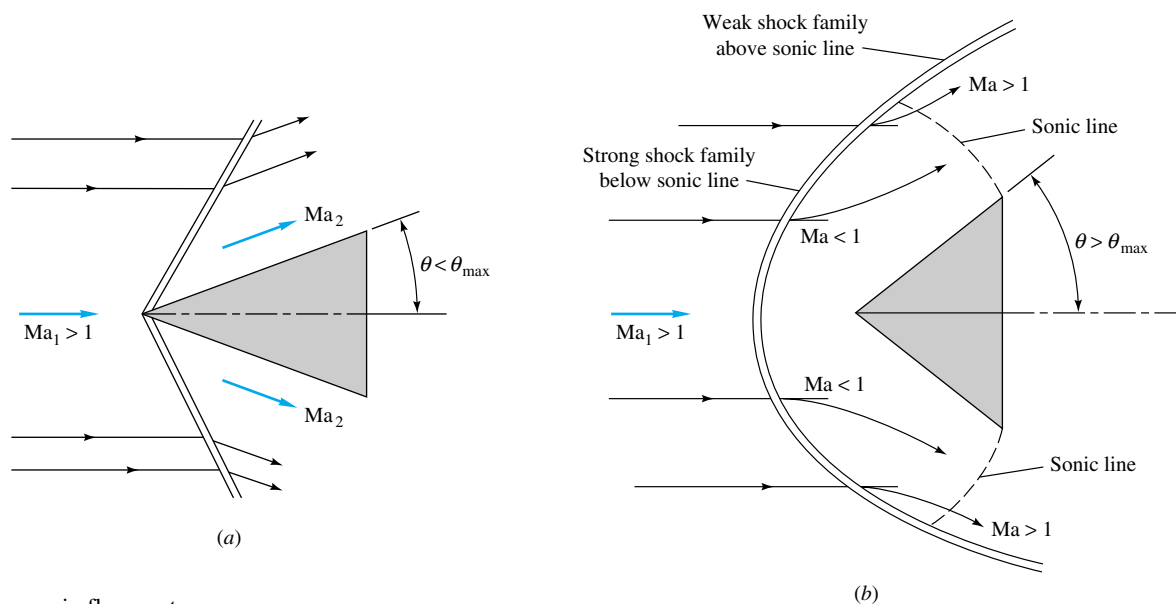 Ma₂
θ < θmax
Ma₁ > 1
Ma₂
(a)
Weak shock family
above sonic line
Ma > 1
Sonic line
Strong shock family
below sonic line
Ma < 1
θ > θmax
Ma₁ > 1
Ma < 1
Sonic line
Ma > 1
(b)